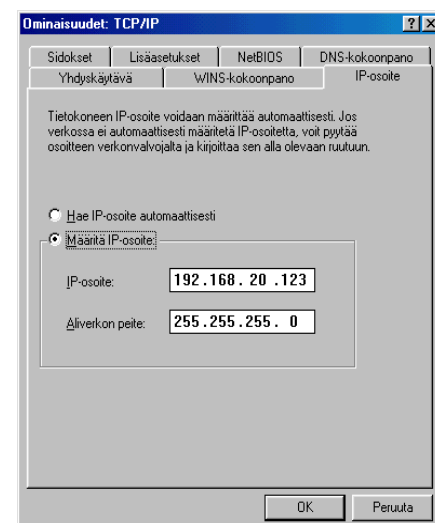 Ominaisuudet: TCP/IP
Sidokset Lisäasetukset NetBIOS DNS-kokoonpano
Yhdyskäytävä WINS-kokoonpano IP-osoite
Tietokoneen IP-osoite voidaan määrittää automaattisesti. Jos
verkossa ei automaattisesti määritetä IP-osoitetta, voit pyytää
osoitteen verkonvalvojalta ja kirjoittaa sen alla olevaan ruutuun.
Hae IP-osoite automaattisesti
Määritä IP-osoite:
IP-osoite: 192.168. 20 .123
Aliverkon peite: 255.255.255. 0
OK Peruuta